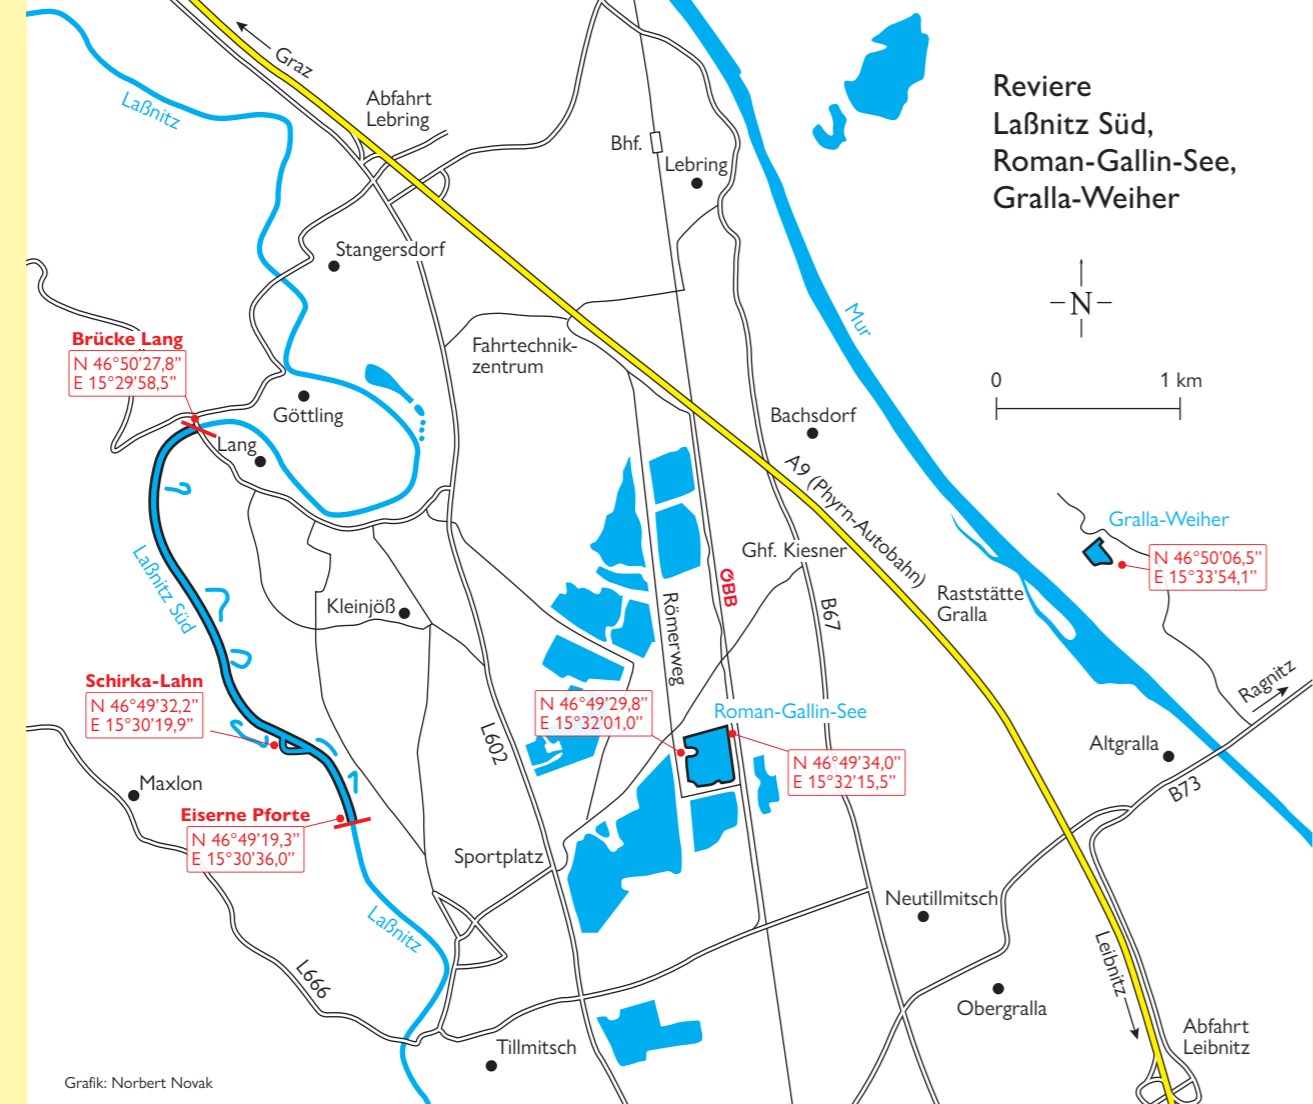 Reviere
Laßnitz Süd,
Roman-Gallin-See,
Gralla-Weiher
Graz
Abfahrt
Lebring
Laßnitz
Bhf.
Lebring
Stangersdorf
N
Mur
Brücke Lang
N 46°50’27,8”
E 15°29’58,5”
Fahrtechnik-
zentrum
0 1 km
Göttling
Bachsdorf
Lang
A9 (Phyrn-Autobahn)
Gralla-Weiher
N 46°50’06,5”
E 15°33’54,1”
Ghf. Kiesner
Laßnitz Süd
ÖBB
Römerweg
B67
Raststätte
Gralla
Kleinjöß
Schirka-Lahn
N 46°49’32,2”
E 15°30’19,9”
N 46°49’29,8”
E 15°32’01,0”
Roman-Gallin-See
Ragnitz
L602
Altgralla
N 46°49’34,0”
E 15°32’15,5”
B73
Maxlon
Eiserne Pforte
N 46°49’19,3”
E 15°30’36,0”
Sportplatz
Neutillmitsch
Laßnitz
Leibnitz
L666
Obergralla
Tillmitsch
Abfahrt
Leibnitz
Grafik: Norbert Novak